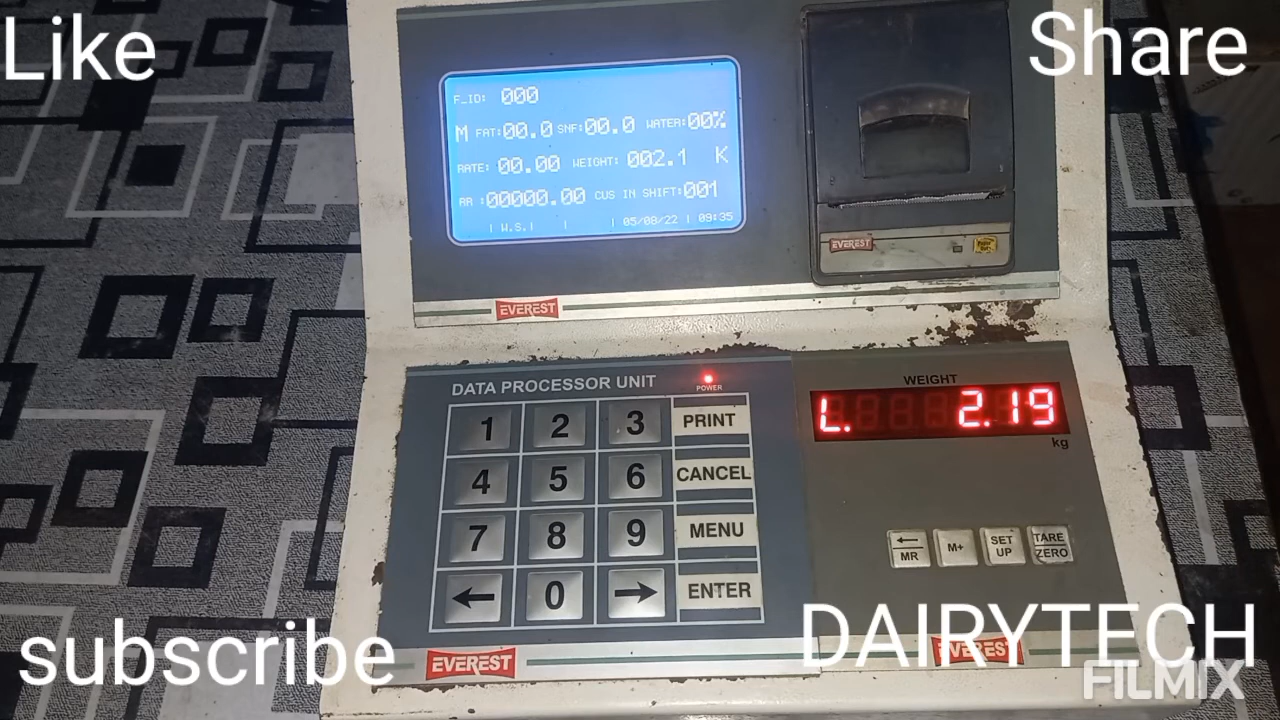 Like
Share
F_ID: 000
M FAT:00.0 SNF:00.0 WATER:00%
RATE: 00.00 WEIGHT: 002.1 K
RR :00000.00 CUS IN SHIFT:001
| W.S.| | | 05/08/22 | 09:35
EVEREST
EVEREST
DATA PROCESSOR UNIT
POWER
WEIGHT
L. 2.19
kg
1 2 3 PRINT
4 5 6 CANCEL
7 8 9 MENU
← 0 → ENTER
← MR
M+
SET UP
TARE ZERO
subscribe
DAIRYTECH
EVEREST
EVEREST
FILMIX